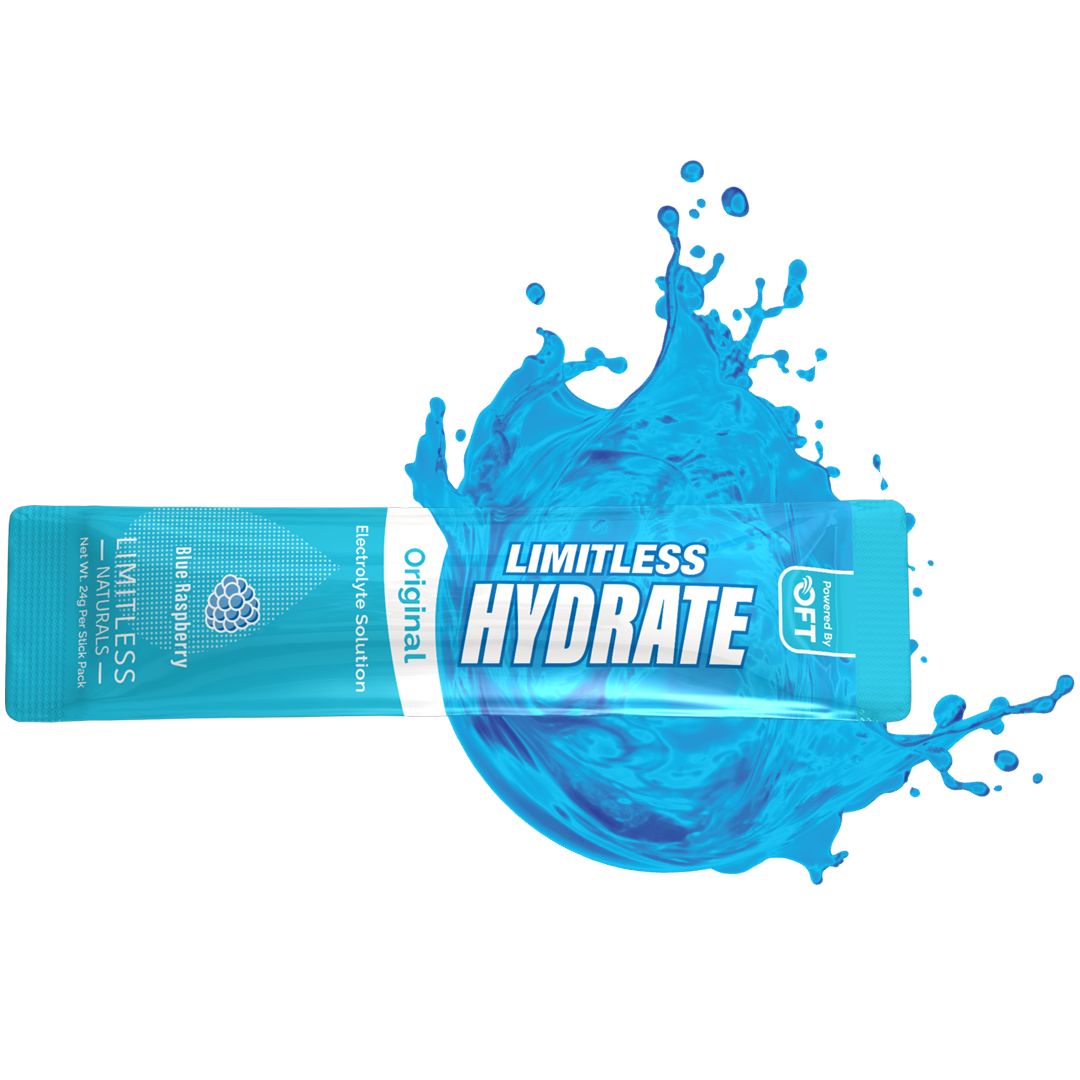 Powered By
OFT
LIMITLESS
HYDRATE
Original
Electrolyte Solution
Blue Raspberry
LIMITLESS
NATURALS
Net Wt. 24g Per Stick Pack